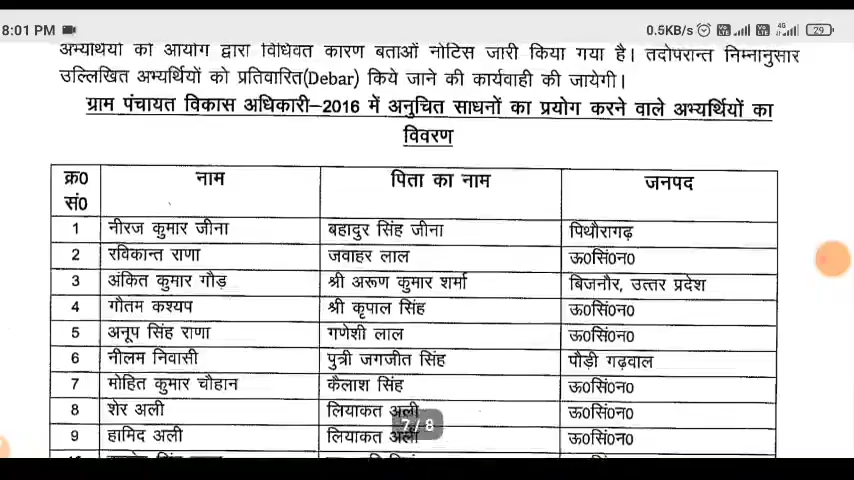 8:01 PM 0.5KB/s 4G 29
अभ्यर्थियों को आयोग द्वारा विधिवत कारण बताओं नोटिस जारी किया गया है। तदोपरान्त निम्नानुसार
उल्लिखित अभ्यर्थियों को प्रतिवारित(Debar) किये जाने की कार्यवाही की जायेगी।
ग्राम पंचायत विकास अधिकारी–2016 में अनुचित साधनों का प्रयोग करने वाले अभ्यर्थियों का
विवरण
क्र0 सं0 नाम पिता का नाम जनपद
1 नीरज कुमार जीना बहादुर सिंह जीना पिथौरागढ़
2 रविकान्त राणा जवाहर लाल ऊ0सिं0न0
3 अंकित कुमार गौड़ श्री अरूण कुमार शर्मा बिजनौर, उत्तर प्रदेश
4 गौतम कश्यप श्री कृपाल सिंह ऊ0सिं0न0
5 अनूप सिंह राणा गणेशी लाल ऊ0सिं0न0
6 नीलम निवासी पुत्री जगजीत सिंह पौड़ी गढ़वाल
7 मोहित कुमार चौहान कैलाश सिंह ऊ0सिं0न0
8 शेर अली लियाकत अली ऊ0सिं0न0
7/8
9 हामिद अली लियाकत अली ऊ0सिं0न0